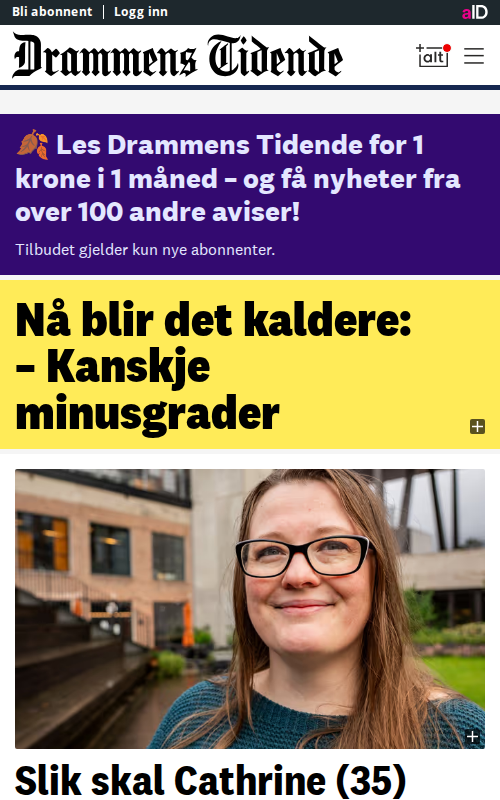 Bli abonnent | Logg inn
aID
Drammens Tidende
+alt
Les Drammens Tidende for 1
krone i 1 måned – og få nyheter fra
over 100 andre aviser!
Tilbudet gjelder kun nye abonnenter.
Nå blir det kaldere:
– Kanskje
minusgrader
+
+
Slik skal Cathrine (35)